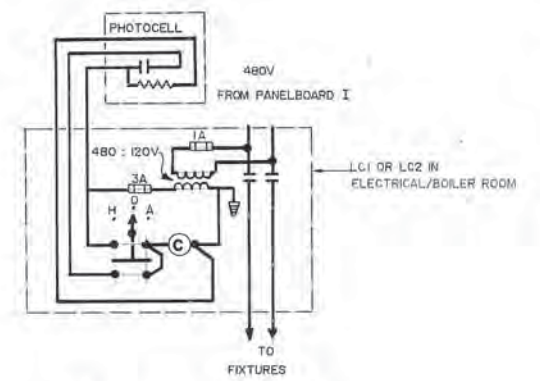 PHOTOCELL
480V
FROM PANELBOARD I
1A
480 : 120V
LC1 OR LC2 IN
ELECTRICAL/BOILER ROOM
3A
O
H A
C
TO
FIXTURES